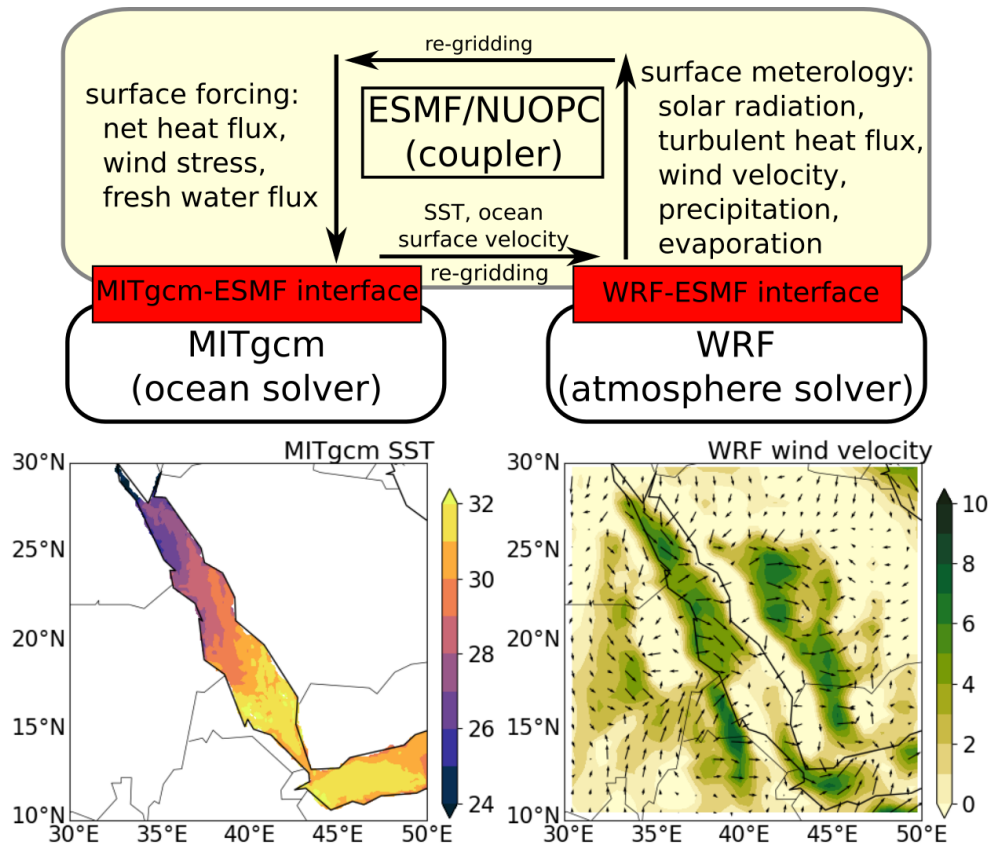 re-gridding
surface forcing:
net heat flux,
wind stress,
fresh water flux
ESMF/NUOPC
(coupler)
surface meterology:
solar radiation,
turbulent heat flux,
wind velocity,
precipitation,
evaporation
SST, ocean
surface velocity
re-gridding
MITgcm-ESMF interface
WRF-ESMF interface
MITgcm
(ocean solver)
WRF
(atmosphere solver)
MITgcm SST
30°N
25°N
20°N
15°N
10°N
30°E
35°E
40°E
45°E
50°E
32
30
28
26
24
WRF wind velocity
30°N
25°N
20°N
15°N
10°N
30°E
35°E
40°E
45°E
50°E
10
8
6
4
2
0